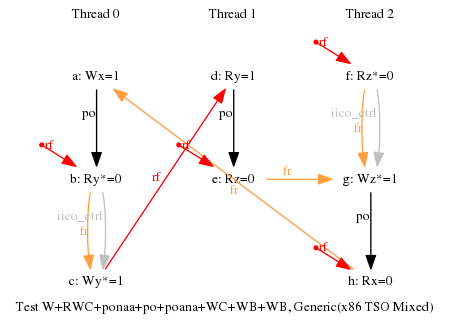 Thread 0 Thread 1 Thread 2
rf
a: Wx=1 d: Ry=1 f: Rz*=0
po po iico_ctrl
fr
rf rf
b: Ry*=0 rf e: Rz=0 fr g: Wz*=1
fr
iico_ctrl po
fr
rf
c: Wy*=1 h: Rx=0
Test W+RWC+ponaa+po+poana+WC+WB+WB, Generic(x86 TSO Mixed)